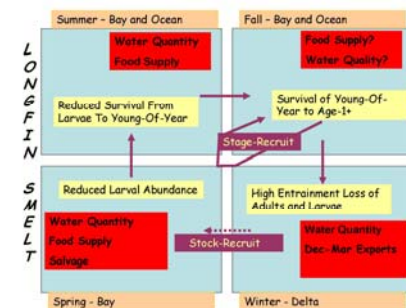 Summer - Bay and Ocean
Fall - Bay and Ocean
LONGFIN
SMELT
Water Quantity
Food Supply
Food Supply?
Water Quality?
Reduced Survival From
Larvae To Young-Of-Year
Survival of Young-Of-
Year to Age-1+
Stage-Recruit
Reduced Larval Abundance
High Entrainment Loss of
Adults and Larvae
Water Quantity
Food Supply
Salvage
Stock-Recruit
Water Quantity
Dec-Mar Exports
Spring - Bay
Winter - Delta